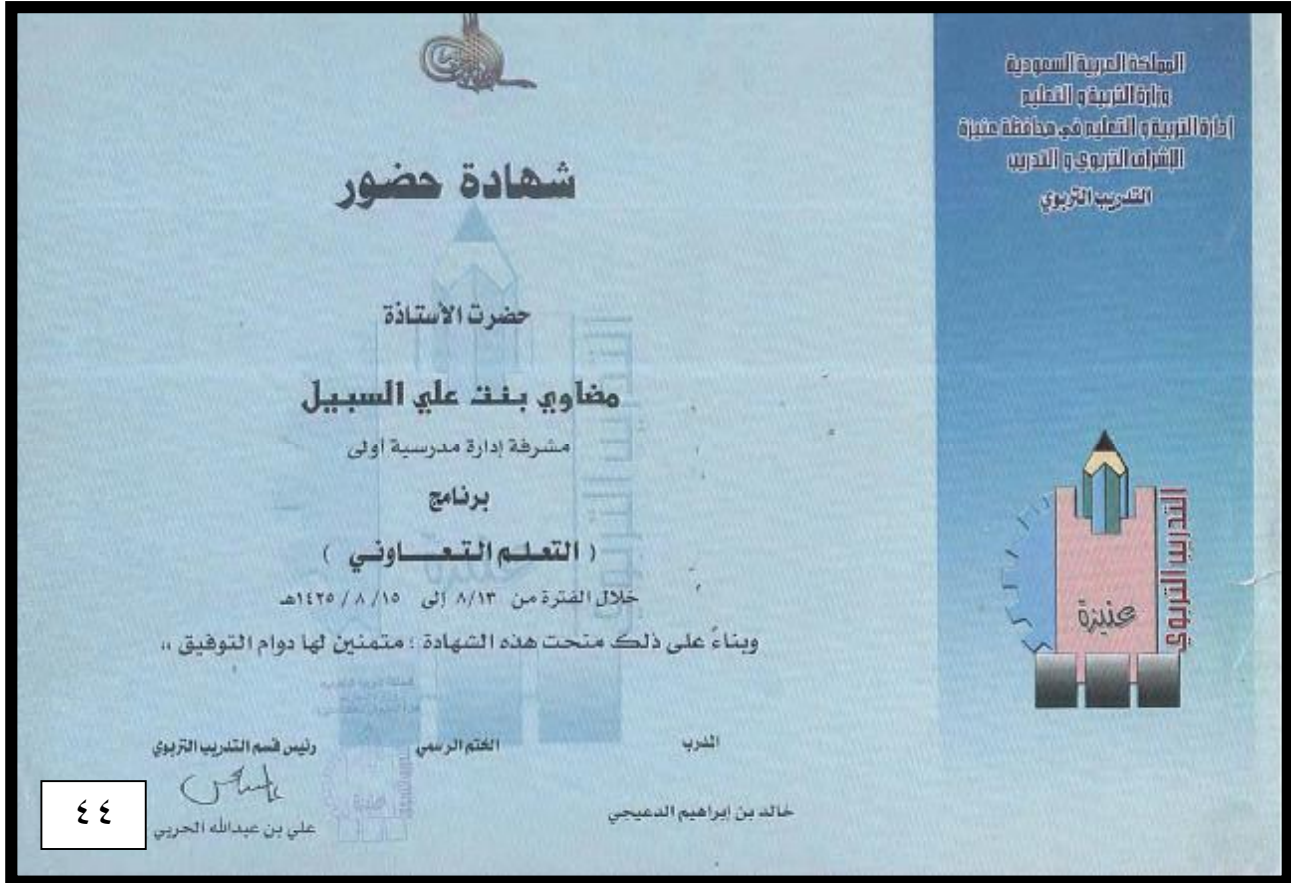 المملكة العربية السعودية
وزارة التربية و التعليم
إدارة التربية و التعليم في محافظة عنيزة
الإشراف التربوي و التدريب
التدريب التربوي
شهادة حضور
حضرت الأستاذة
مضاوي بنت علي السبيل
مشرفة إدارة مدرسية أولى
برنامج
( التعلم التعـــاوني )
خلال الفترة من ٨/١٣ إلى ١٥/ ٨ / ١٤٢٥هـ
وبناءً على ذلك منحت هذه الشهادة ؛ متمنين لها دوام التوفيق ،،
المدرب
الختم الرسمي
رئيس قسم التدريب التربوي
خالد بن إبراهيم الدعيجي
علي بن عبدالله الحربي
التدريب التربوي
عنيزة
٤٤